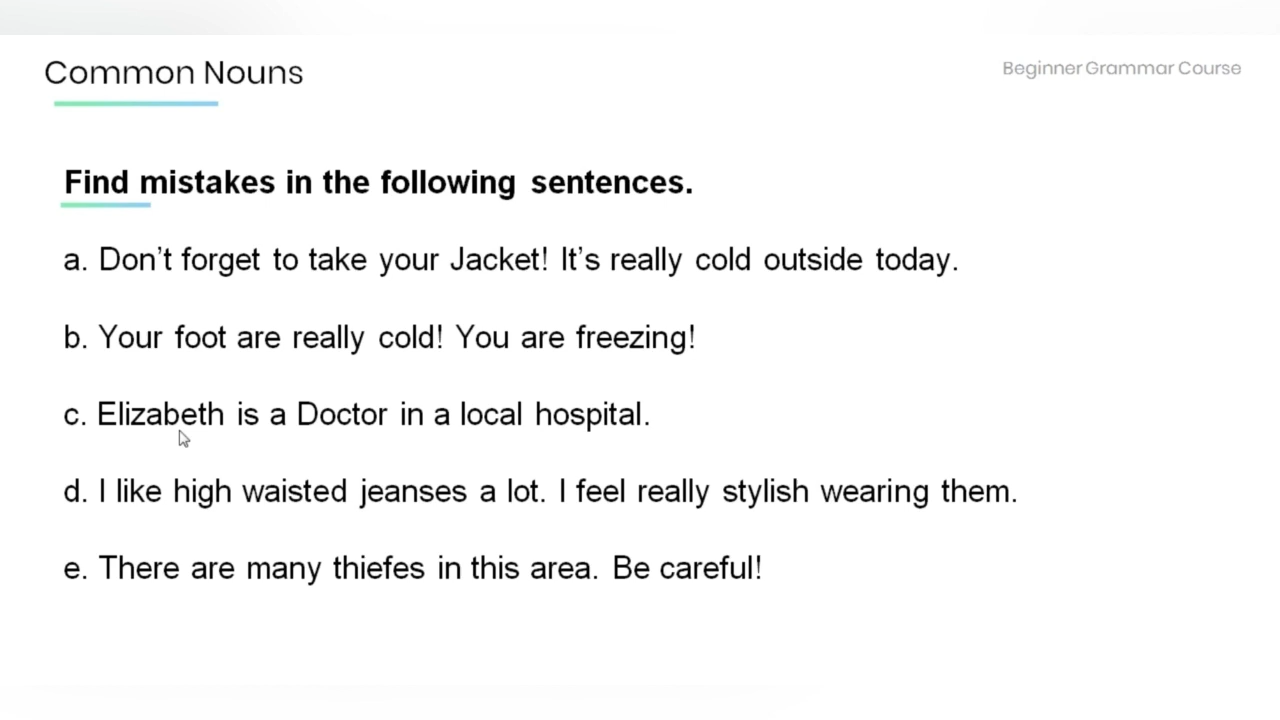 Common Nouns
Beginner Grammar Course
Find mistakes in the following sentences.
a. Don’t forget to take your Jacket! It’s really cold outside today.
b. Your foot are really cold! You are freezing!
c. Elizabeth is a Doctor in a local hospital.
d. I like high waisted jeanses a lot. I feel really stylish wearing them.
e. There are many thiefes in this area. Be careful!